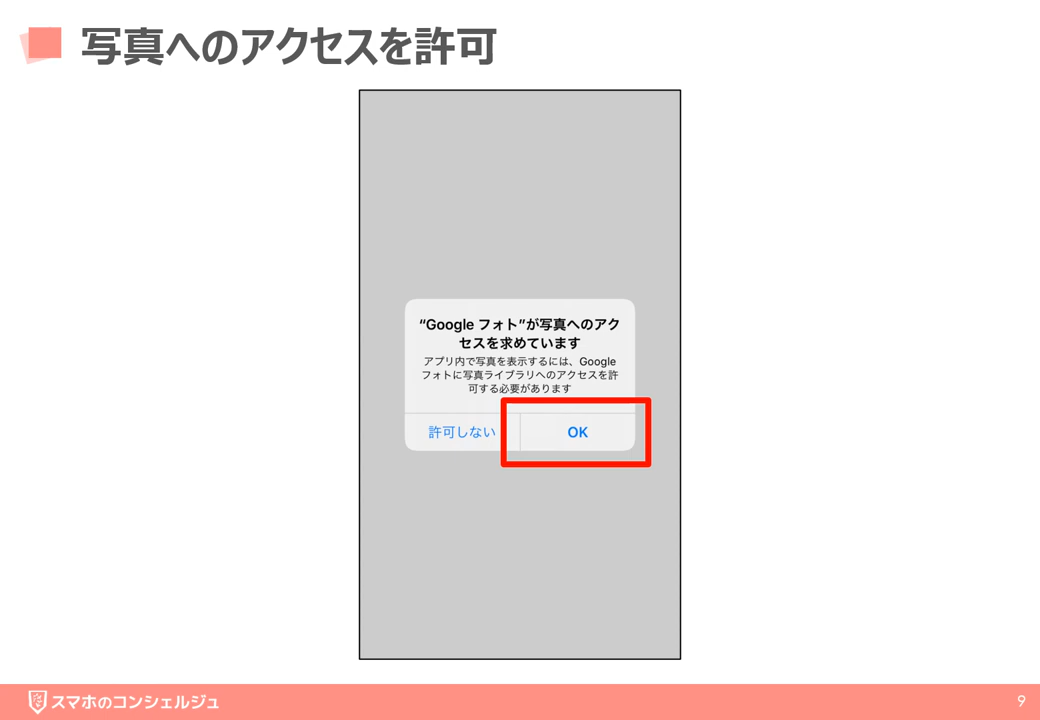 写真へのアクセスを許可
“Google フォト”が写真へのアク
セスを求めています
アプリ内で写真を表示するには、Google
フォトに写真ライブラリへのアクセスを許
可する必要があります
許可しない
OK
スマホのコンシェルジュ
9